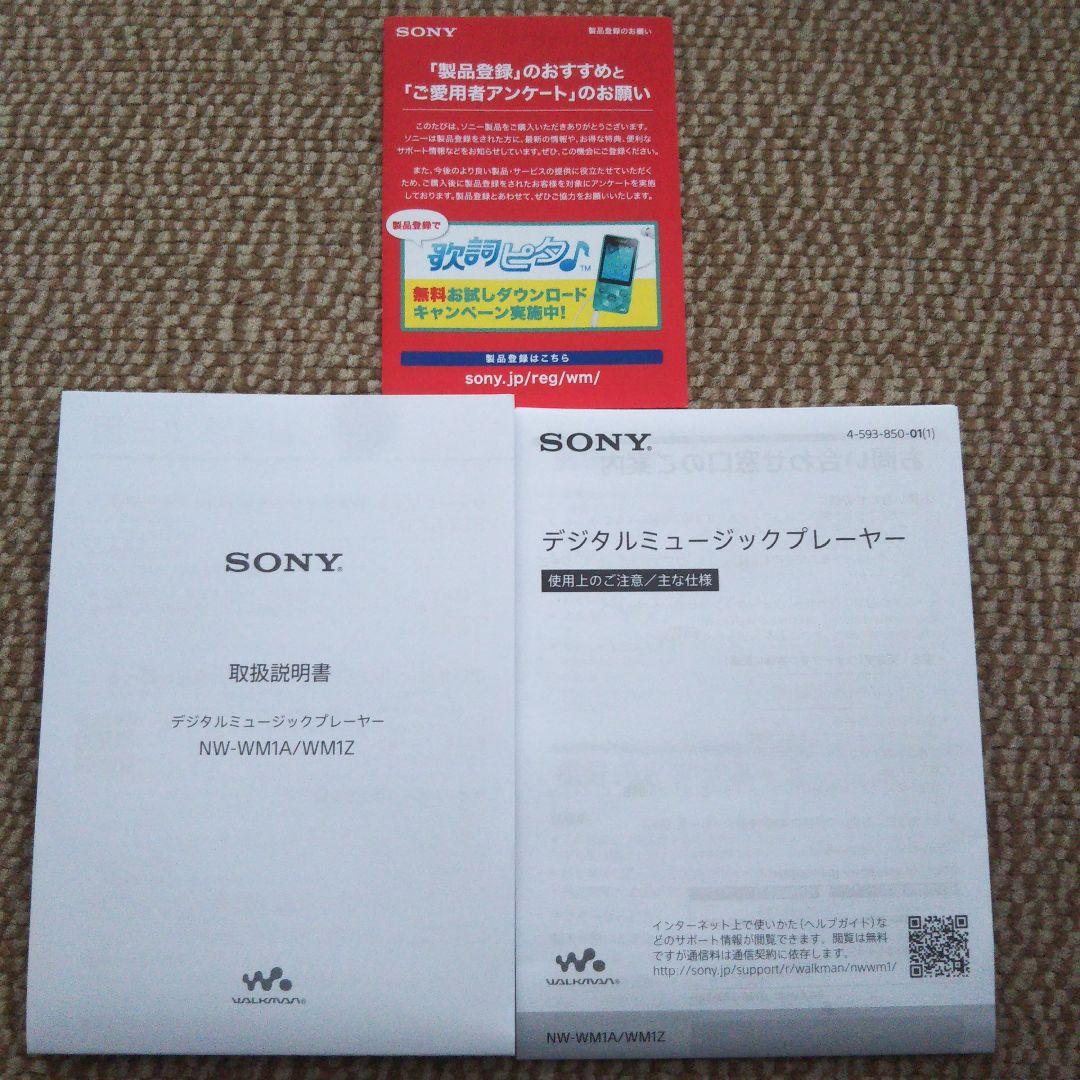 SONY
製品登録のお願い
「製品登録」のおすすめと
「ご愛用者アンケート」のお願い
このたびは、ソニー製品をご購入いただきありがとうございます。
ソニーは製品登録をされた方に、最新の情報や、お得な特典、便利な
サポート情報などをお知らせしています。ぜひ、この機会にご登録ください。
また、今後のより良い製品・サービスの提供に役立たせていただく
ため、ご購入後に製品登録をされたお客様を対象にアンケートを実施
しております。製品登録とあわせて、ぜひご協力をお願いいたします。
製品登録で
歌詞ピタ♪™
無料お試しダウンロード
キャンペーン実施中!
製品登録はこちら
sony.jp/reg/wm/
SONY®
取扱説明書
デジタルミュージックプレーヤー
NW-WM1A/WM1Z
WALKMAN®
SONY®
4-593-850-01(1)
デジタルミュージックプレーヤー
使用上のご注意/主な仕様
インターネット上で使いかた(ヘルプガイド)な
どのサポート情報が閲覧できます。閲覧は無料
ですが通信料は通信契約に依存します。
http://sony.jp/support/r/walkman/nwwm1/
WALKMAN®
NW-WM1A/WM1Z